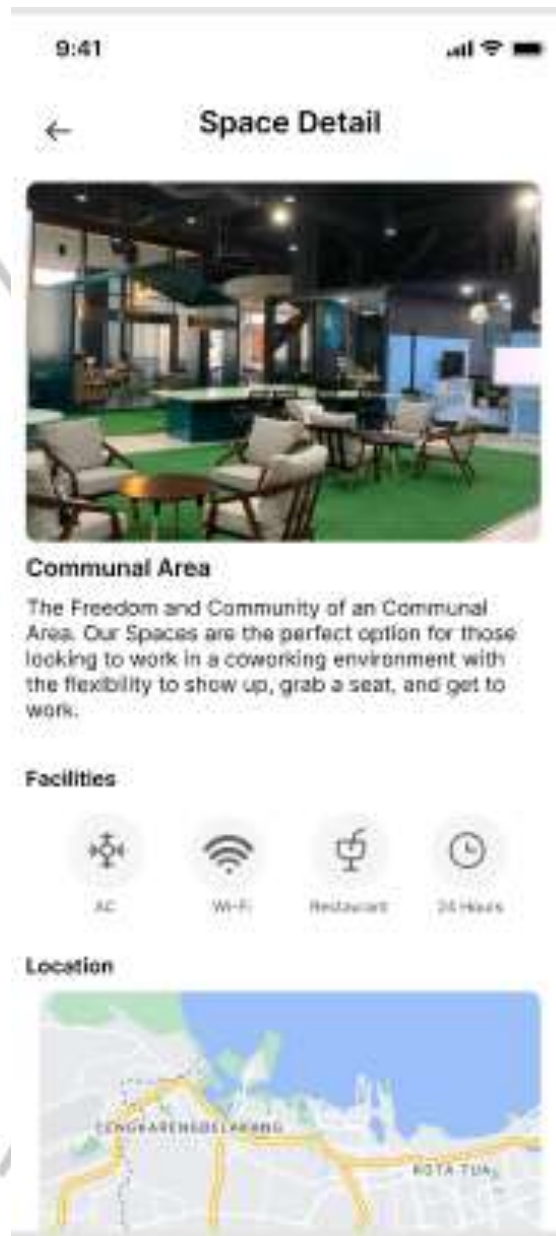 9:41
Space Detail
Communal Area
The Freedom and Community of an Communal
Area. Our Spaces are the perfect option for those
looking to work in a coworking environment with
the flexibility to show up, grab a seat, and get to
work.
Facilities
AC
Wi-Fi
Restaurant
24 Hours
Location
KOTA TUA